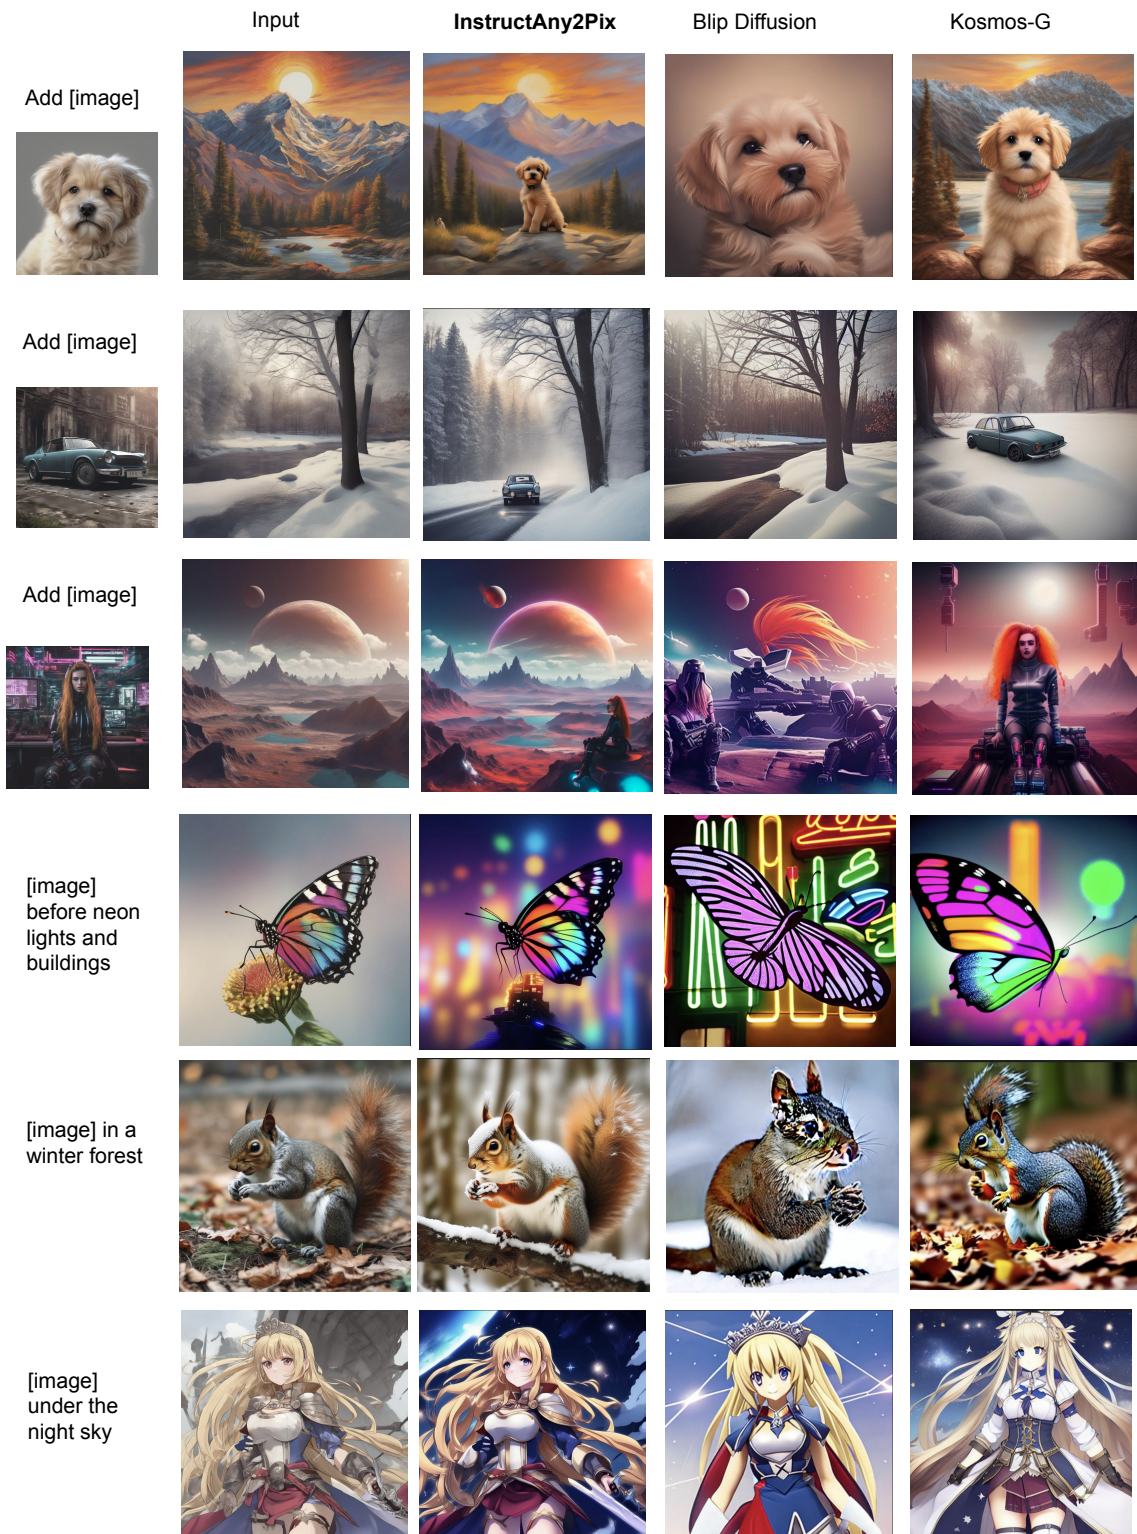 Input
InstructAny2Pix
Blip Diffusion
Kosmos-G
Add [image]
Add [image]
Add [image]
[image]
before neon
lights and
buildings
[image] in a
winter forest
[image]
under the
night sky